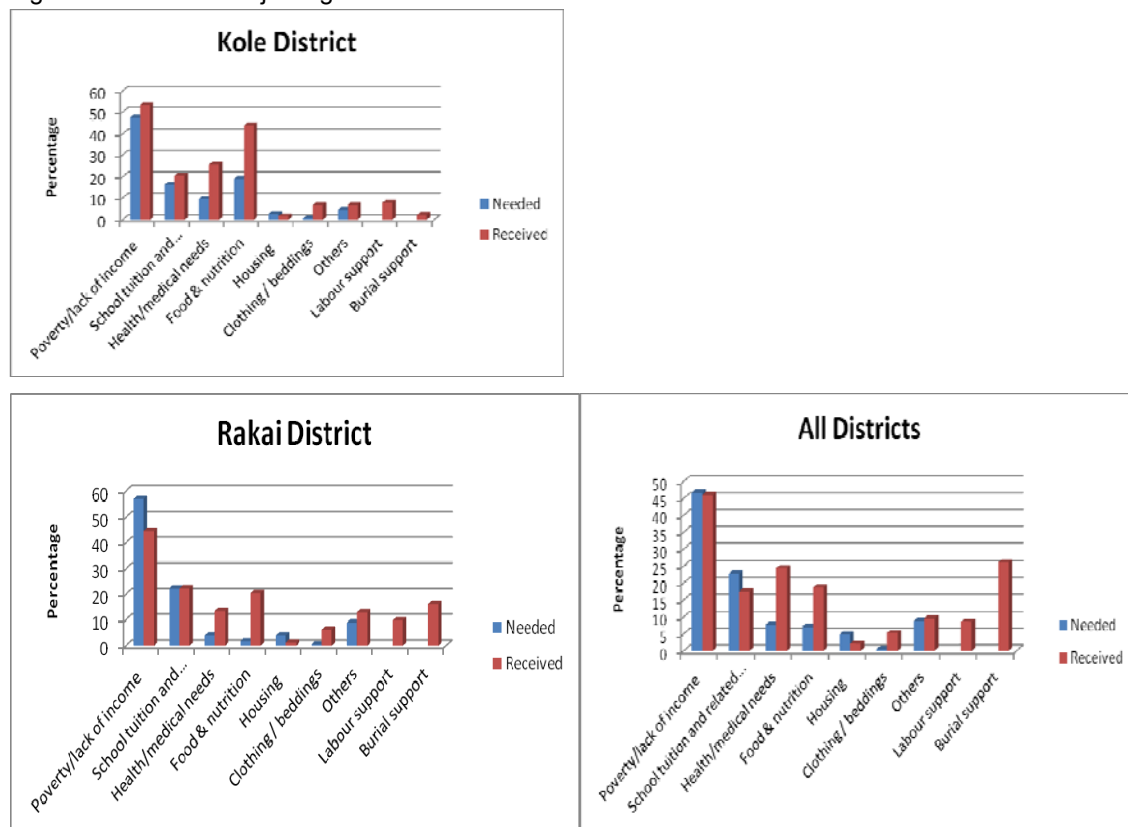 Kole District
Percentage
60
50
40
30
20
10
0
Poverty/lack of income
School tuition and...
Health/medical needs
Food & nutrition
Housing
Clothing / beddings
Others
Labour support
Burial support
Needed
Received
Rakai District
Percentage
60
50
40
30
20
10
0
Poverty/lack of income
School tuition and...
Health/medical needs
Food & nutrition
Housing
Clothing / beddings
Others
Labour support
Burial support
Needed
Received
All Districts
Percentage
50
45
40
35
30
25
20
15
10
5
0
Poverty/lack of income
School tuition and related...
Health/medical needs
Food & nutrition
Housing
Clothing / beddings
Others
Labour support
Burial support
Needed
Received